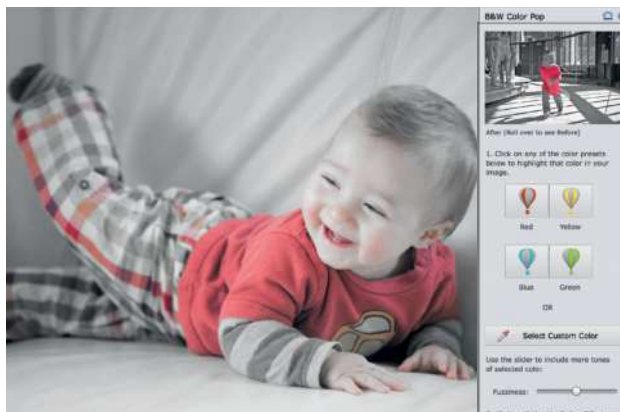 B&W Color Pop
After (Roll over to see Before)
1. Click on any of the color presets
below to highlight that color in your
image.
Red Yellow
Blue Green
OR
Select Custom Color
Use the slider to include more tones
of selected color:
Fuzziness: